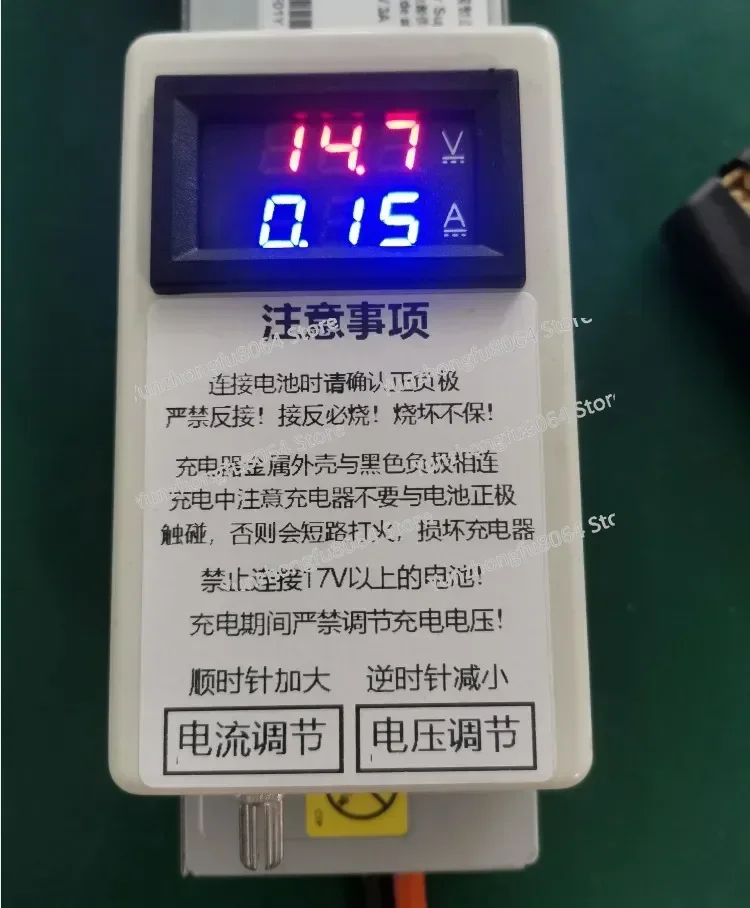 14.7 V
0.15 A
注意事项
连接电池时请确认正负极
严禁反接！接反必烧！烧坏不保！
充电器金属外壳与黑色负极相连
充电中注意充电器不要与电池正极
触碰，否则会短路打火，损坏充电器
禁止连接17V以上的电池！
充电期间严禁调节充电电压！
顺时针加大 逆时针减小
电流调节 电压调节
Yunzhongfu8064 Store